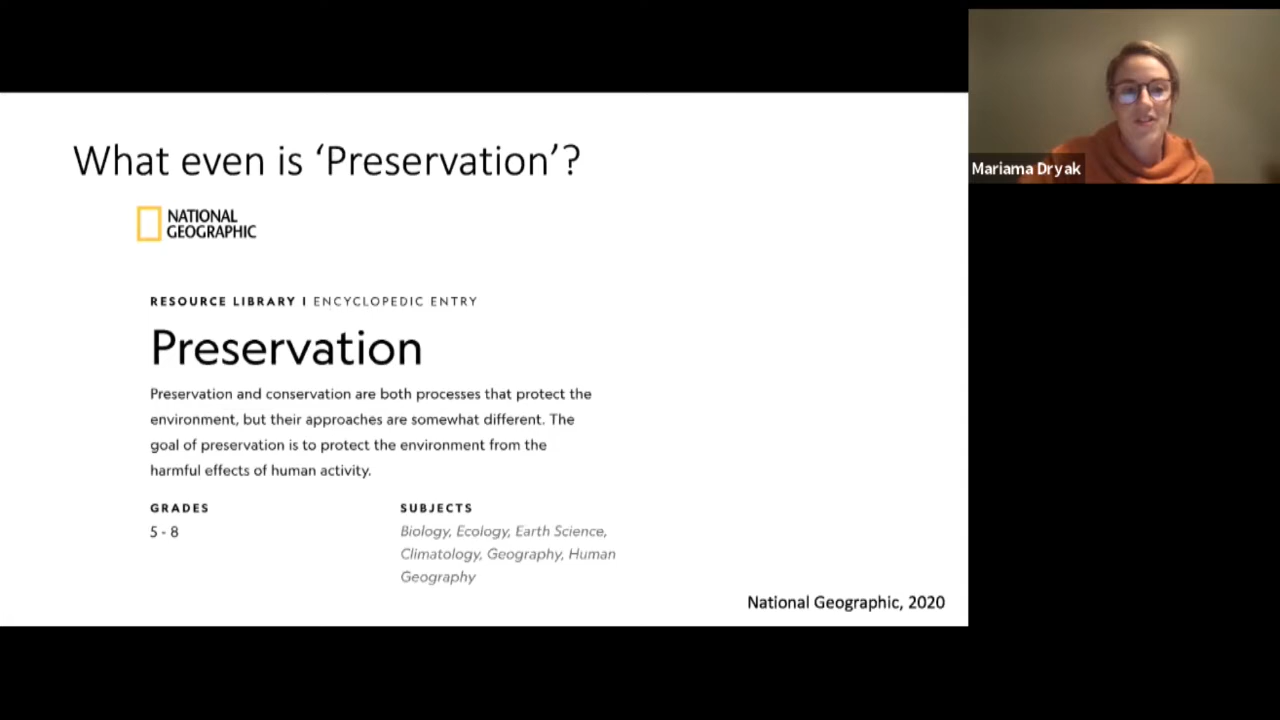 What even is ‘Preservation’?
NATIONAL
GEOGRAPHIC
RESOURCE LIBRARY I ENCYCLOPEDIC ENTRY
Preservation
Preservation and conservation are both processes that protect the
environment, but their approaches are somewhat different. The
goal of preservation is to protect the environment from the
harmful effects of human activity.
GRADES
5 - 8
SUBJECTS
Biology, Ecology, Earth Science,
Climatology, Geography, Human
Geography
National Geographic, 2020
Mariama Dryak